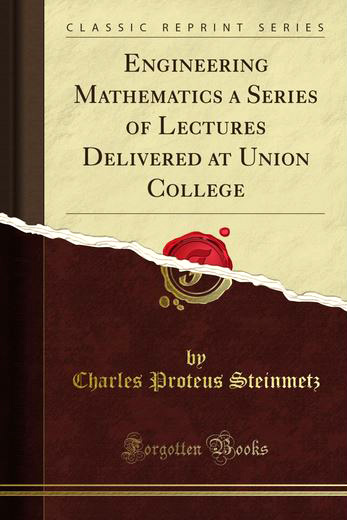 CLASSIC REPRINT SERIES
ENGINEERING
MATHEMATICS A SERIES
OF LECTURES
DELIVERED AT UNION
COLLEGE
by
Charles Proteus Steinmetz
Forgotten Books